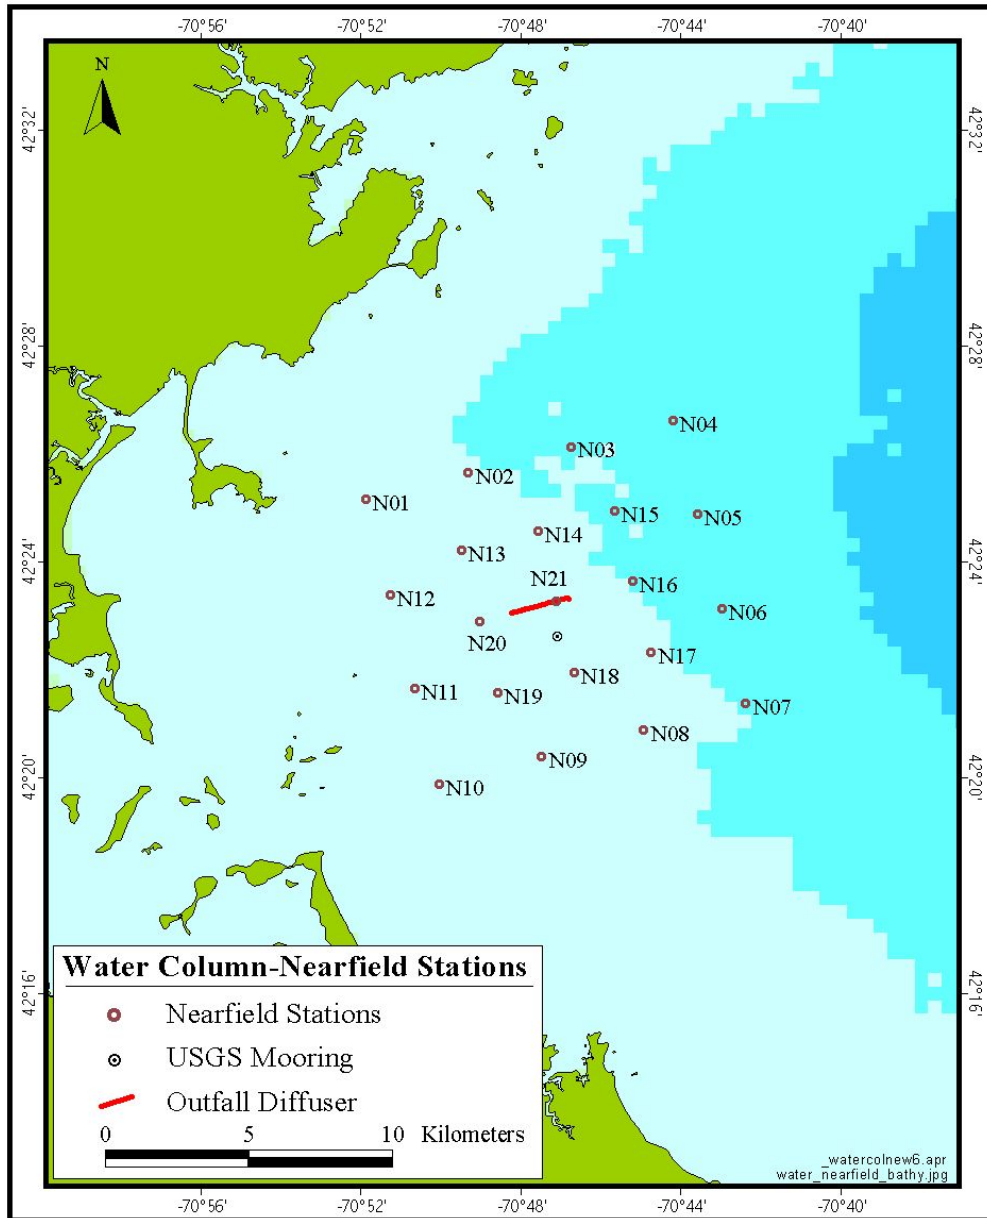 -70°56' -70°52' -70°48' -70°44' -70°40'
N
42°32' 42°32'
42°28' 42°28'
N04
N03
N02
N01
N15 N05
N14
N13
42°24' 42°24'
N21
N16
N12
N06
N20
N17
N18
N11 N19
N07
N08
N09
42°20' 42°20'
N10
Water Column-Nearfield Stations
42°16' 42°16'
Nearfield Stations
USGS Mooring
Outfall Diffuser
0 5 10 Kilometers
_watercolnew6.apr
water_nearfield_bathy.jpg
-70°56' -70°52' -70°48' -70°44' -70°40'